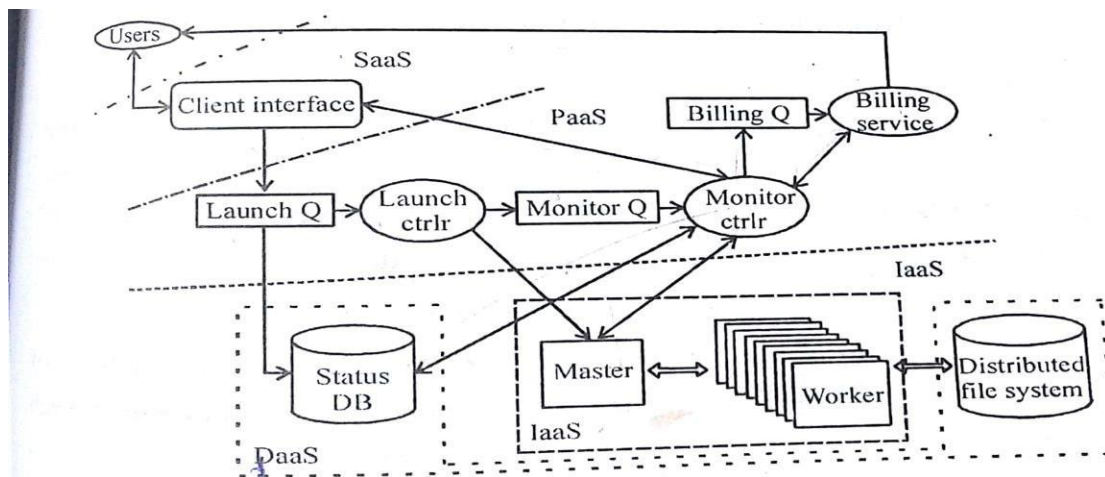 Users
SaaS
Client interface
PaaS
Billing Q
Billing
service
Launch Q
Launch
ctrlr
Monitor Q
Monitor
ctrlr
IaaS
Status
DB
Master
Worker
Distributed
file system
IaaS
DaaS